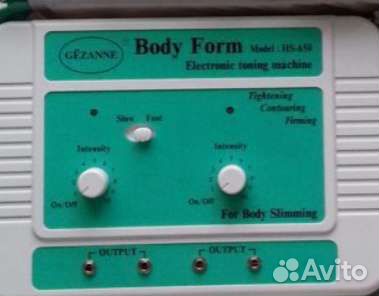 GĒZANNE
Body Form Model : HS-650
Electronic toning machine
Tightening
Contouring
Firming
Slow Fast
Intensity
Intensity
On/Off
On/Off
For Body Slimming
OUTPUT
OUTPUT
Avito